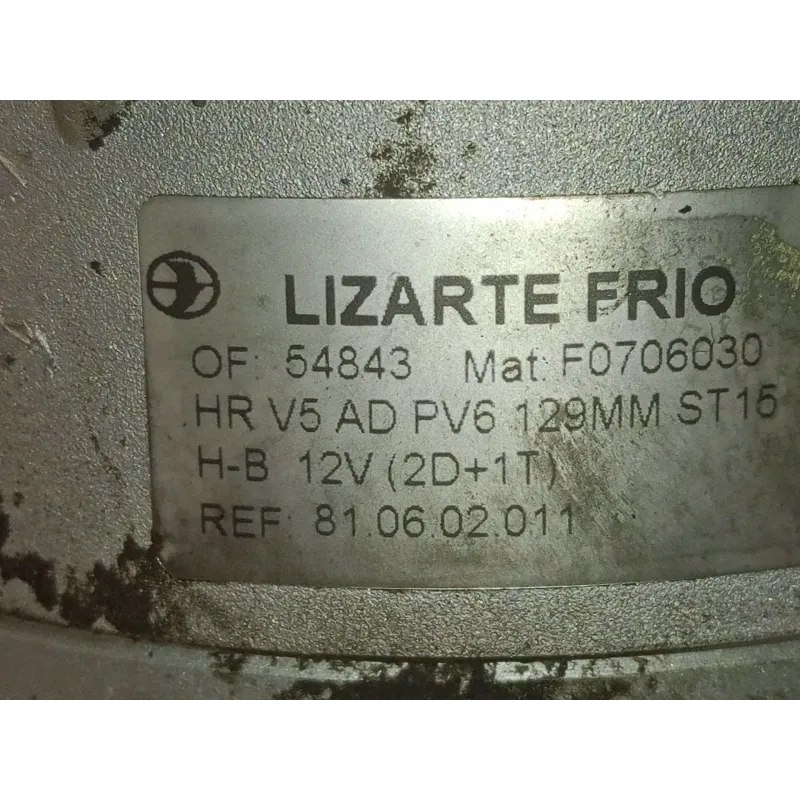 LIZARTE FRIO
OF: 54843 Mat: F0706030
HR V5 AD PV6 129MM ST15
H-B 12V (2D+1T)
REF: 81.06.02.011